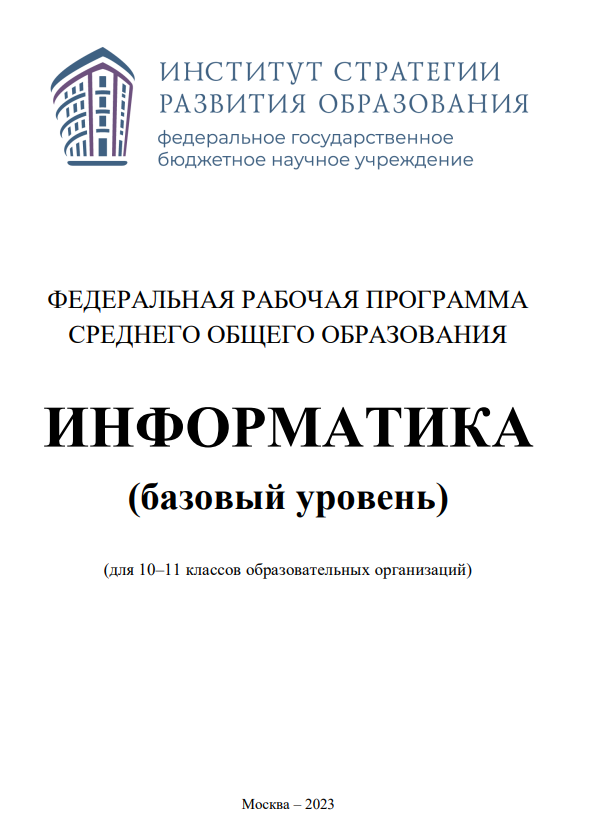 ИНСТИТУТ СТРАТЕГИИ
РАЗВИТИЯ ОБРАЗОВАНИЯ
федеральное государственное
бюджетное научное учреждение
ФЕДЕРАЛЬНАЯ РАБОЧАЯ ПРОГРАММА
СРЕДНЕГО ОБЩЕГО ОБРАЗОВАНИЯ
ИНФОРМАТИКА
(базовый уровень)
(для 10–11 классов образовательных организаций)
Москва – 2023